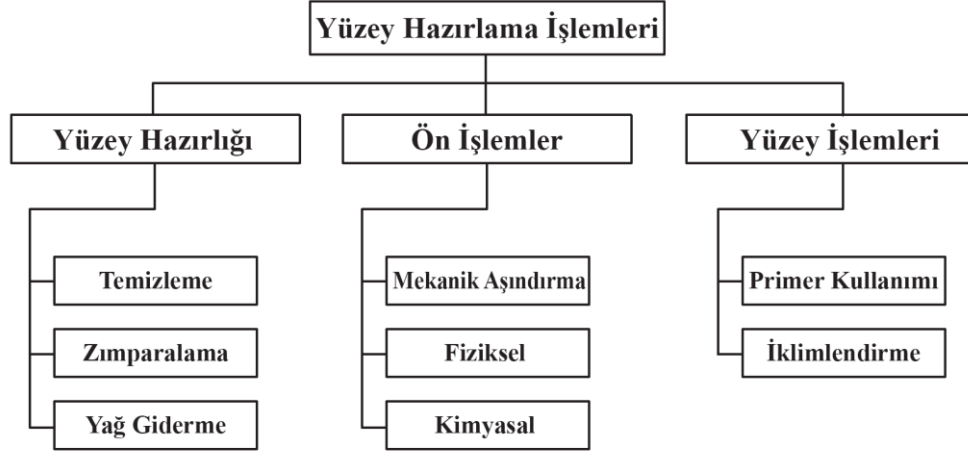 Yüzey Hazırlama İşlemleri
Yüzey Hazırlığı
Ön İşlemler
Yüzey İşlemleri
Temizleme
Zımparalama
Yağ Giderme
Mekanik Aşındırma
Fiziksel
Kimyasal
Primer Kullanımı
İklimlendirme